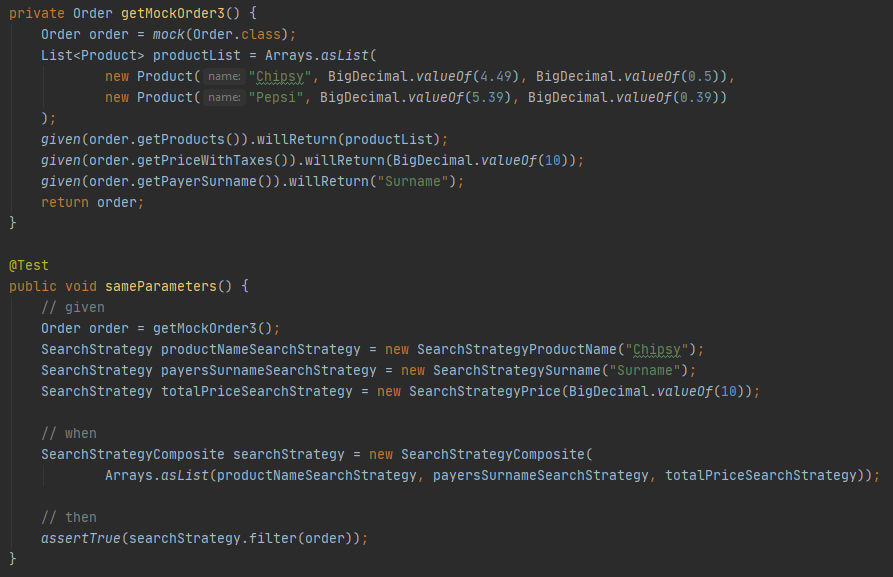 private Order getMockOrder3() {
    Order order = mock(Order.class);
    List<Product> productList = Arrays.asList(
            new Product( name: "Chipsy", BigDecimal.valueOf(4.49), BigDecimal.valueOf(0.5)),
            new Product( name: "Pepsi", BigDecimal.valueOf(5.39), BigDecimal.valueOf(0.39))
    );
    given(order.getProducts()).willReturn(productList);
    given(order.getPriceWithTaxes()).willReturn(BigDecimal.valueOf(10));
    given(order.getPayerSurname()).willReturn("Surname");
    return order;
}

@Test
public void sameParameters() {
    // given
    Order order = getMockOrder3();
    SearchStrategy productNameSearchStrategy = new SearchStrategyProductName("Chipsy");
    SearchStrategy payersSurnameSearchStrategy = new SearchStrategySurname("Surname");
    SearchStrategy totalPriceSearchStrategy = new SearchStrategyPrice(BigDecimal.valueOf(10));

    // when
    SearchStrategyComposite searchStrategy = new SearchStrategyComposite(
            Arrays.asList(productNameSearchStrategy, payersSurnameSearchStrategy, totalPriceSearchStrategy));

    // then
    assertTrue(searchStrategy.filter(order));
}